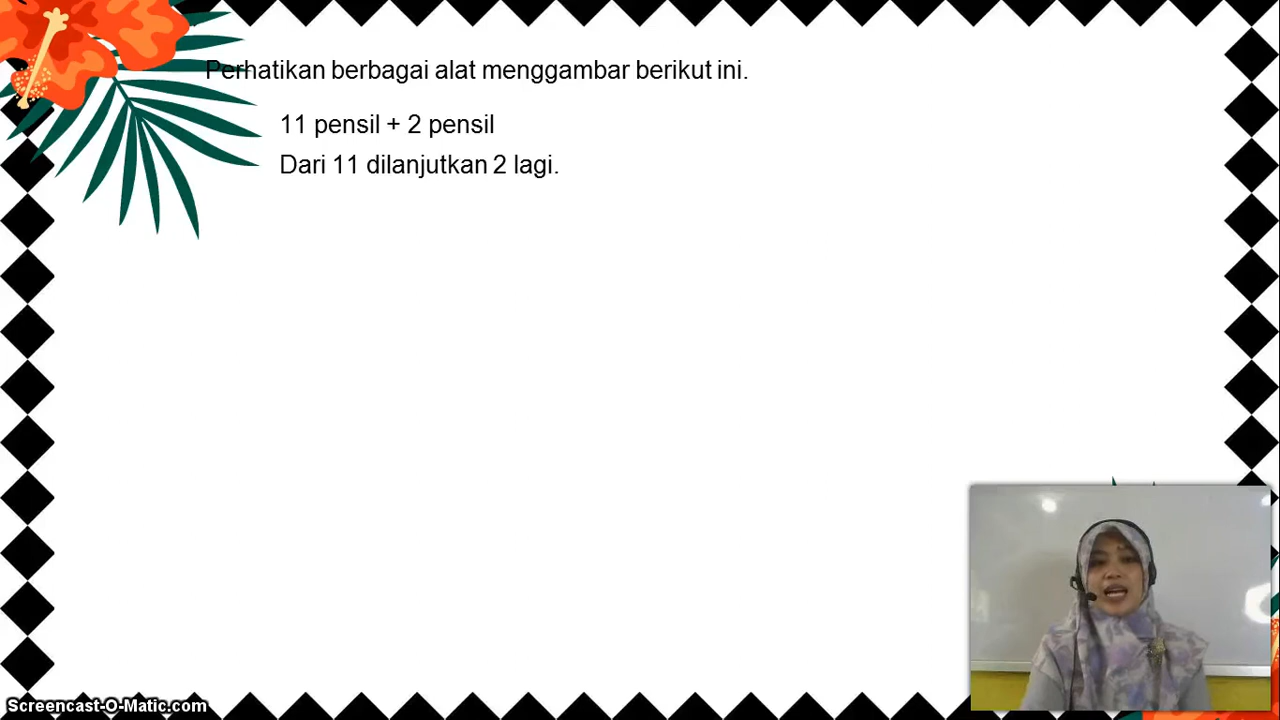 Perhatikan berbagai alat menggambar berikut ini.
11 pensil + 2 pensil
Dari 11 dilanjutkan 2 lagi.
Screencast-O-Matic.com